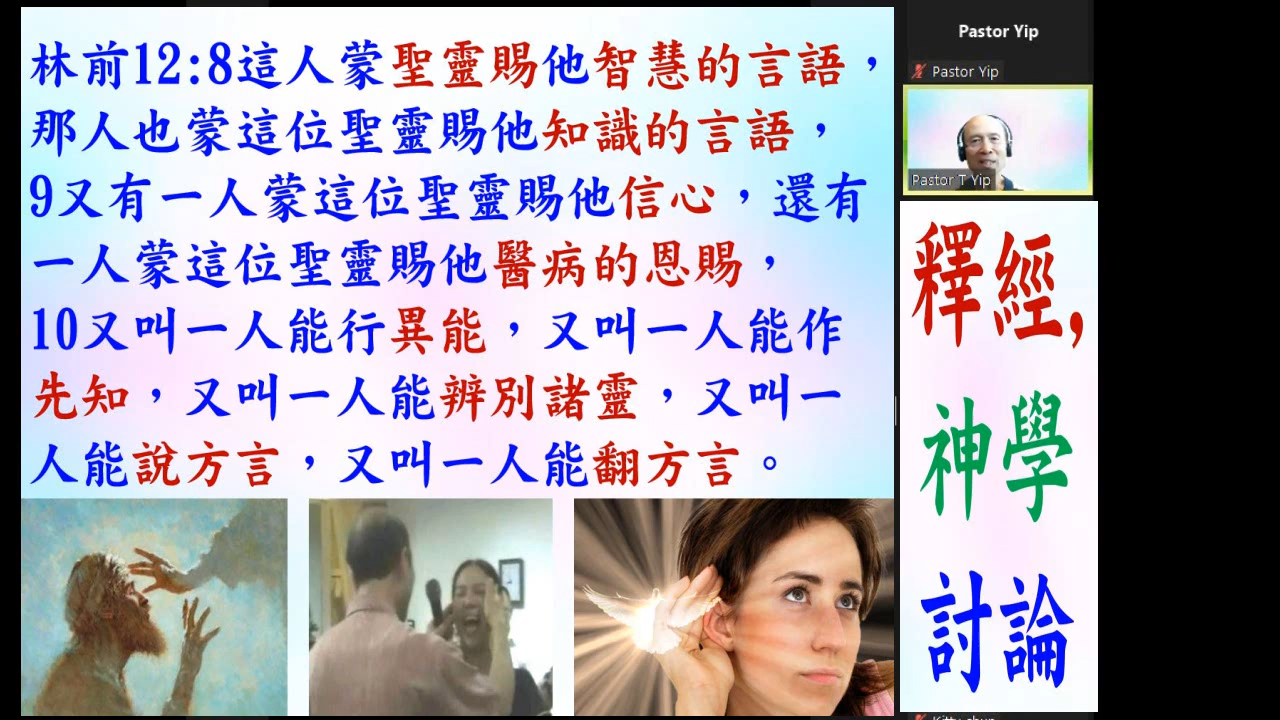 林前12:8這人蒙聖靈賜他智慧的言語，
那人也蒙這位聖靈賜他知識的言語，
9又有一人蒙這位聖靈賜他信心，還有
一人蒙這位聖靈賜他醫病的恩賜，
10又叫一人能行異能，又叫一人能作
先知，又叫一人能辨別諸靈，又叫一
人能說方言，又叫一人能翻方言。
Pastor Yip
Pastor Yip
Pastor T Yip
釋經,
神學
討論